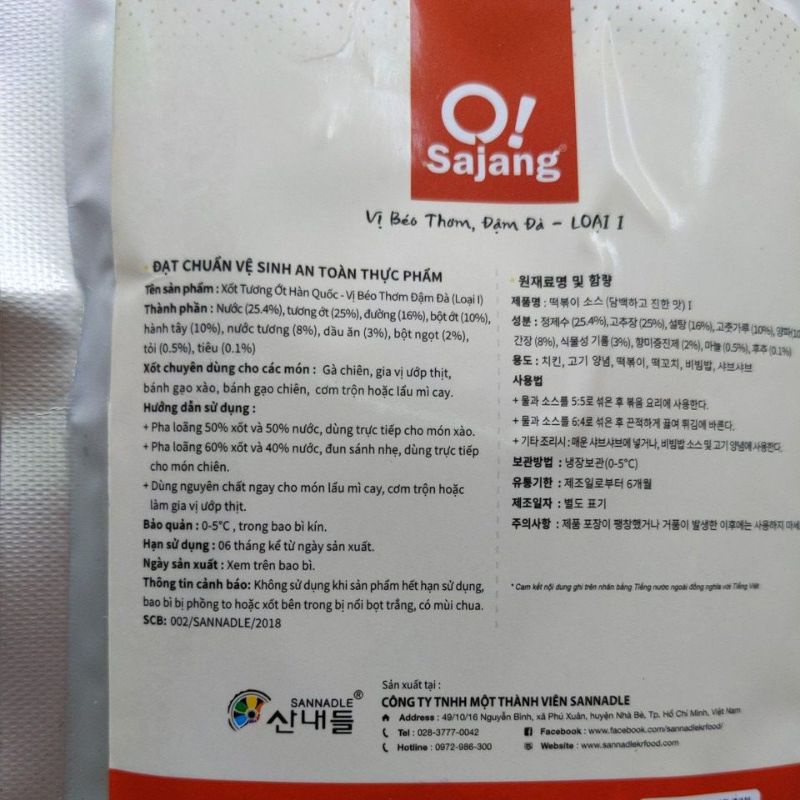 O!
Sajang®
Vị Béo Thơm, Đậm Đà - LOẠI I
ĐẠT CHUẨN VỆ SINH AN TOÀN THỰC PHẨM
Tên sản phẩm : Xốt Tương Ớt Hàn Quốc - Vị Béo Thơm Đậm Đà (Loại I)
Thành phần : Nước (25.4%), tương ớt (25%), đường (16%), bột ớt (10%),
hành tây (10%), nước tương (8%), dầu ăn (3%), bột ngọt (2%),
tỏi (0.5%), tiêu (0.1%)
Xốt chuyên dùng cho các món : Gà chiên, gia vị ướp thịt,
bánh gạo xào, bánh gạo chiên, cơm trộn hoặc lẩu mì cay.
Hướng dẫn sử dụng :
+ Pha loãng 50% xốt và 50% nước, dùng trực tiếp cho món xào.
+ Pha loãng 60% xốt và 40% nước, đun sánh nhẹ, dùng trực tiếp
cho món chiên.
+ Dùng nguyên chất ngay cho món lẩu mì cay, cơm trộn hoặc
làm gia vị ướp thịt.
Bảo quản : 0-5°C , trong bao bì kín.
Hạn sử dụng : 06 tháng kể từ ngày sản xuất.
Ngày sản xuất : Xem trên bao bì.
Thông tin cảnh báo: Không sử dụng khi sản phẩm hết hạn sử dụng,
bao bì bị phồng to hoặc xốt bên trong bị nổi bọt trắng, có mùi chua.
SCB: 002/SANNADLE/2018
원재료명 및 함량
제품명 : 떡볶이 소스 (담백하고 진한 맛) I
성분 : 정제수 (25.4%), 고추장 (25%), 설탕 (16%), 고춧가루 (10%), 양파(10
간장 (8%), 식물성 기름 (3%), 향미증진제 (2%), 마늘 (0.5%), 후추 (0.1%)
용도 : 치킨, 고기 양념, 떡볶이, 떡꼬치, 비빔밥, 샤브샤브
사용법
+ 물과 소스를 5:5로 섞은 후 볶음 요리에 사용한다.
+ 물과 소스를 6:4로 섞은 후 끈적하게 끓여 튀김에 바른다.
+ 기타 조리시 : 매운 샤브샤브에 넣거나, 비빔밥 소스 및 고기 양념에 사용한다.
보관방법 : 냉장보관(0-5°C)
유통기한 : 제조일로부터 6개월
제조일자 : 별도 표기
주의사항 : 제품 포장이 팽창했거나 거품이 발생한 이후에는 사용하지 마세
* Cam kết nội dung ghi trên nhãn bằng Tiếng nước ngoài đồng nghĩa với Tiếng Việt
SANNADLE®
산내들
Sản xuất tại :
CÔNG TY TNHH MỘT THÀNH VIÊN SANNADLE
Address : 49/10/16 Nguyễn Bình, xã Phú Xuân, huyện Nhà Bè, Tp. Hồ Chí Minh, Việt Nam
Tel : 028-3777-0042 Facebook : www.facebook.com/sannadlekrfood/
Hotline : 0972-986-300 Website : www.sannadlekrfood.com